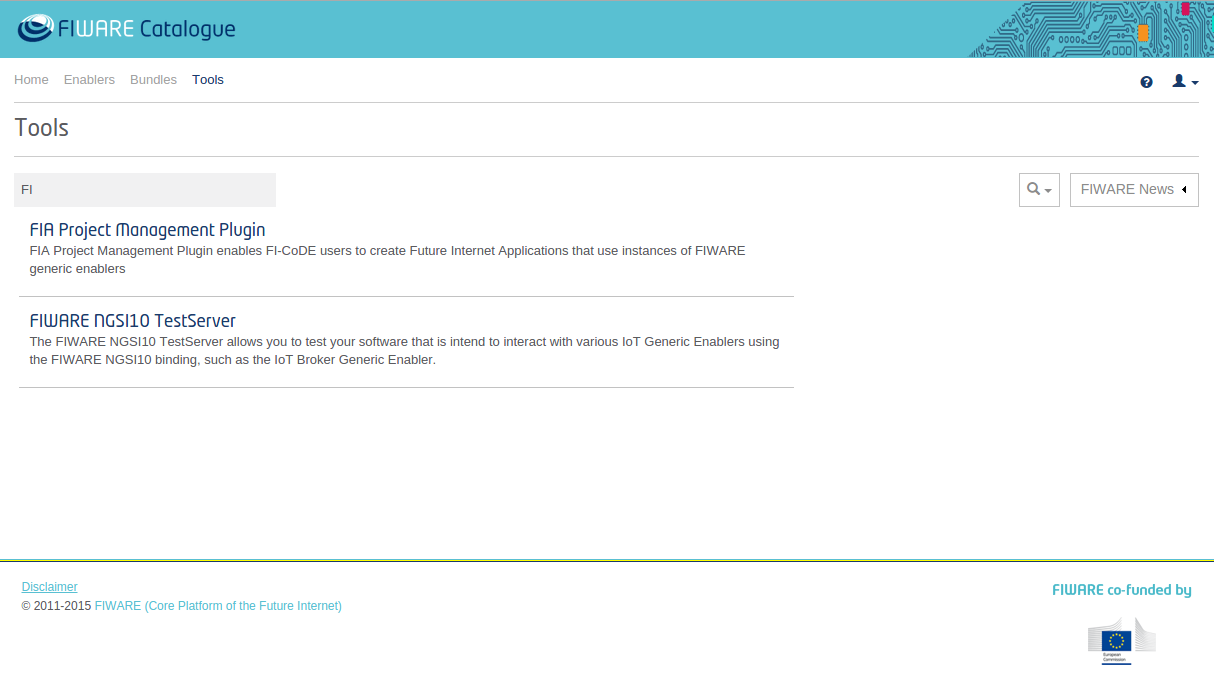 FIWARE Catalogue
Home Enablers Bundles Tools
Tools
FI
FIWARE News
FIA Project Management Plugin
FIA Project Management Plugin enables FI-CoDE users to create Future Internet Applications that use instances of FIWARE
generic enablers
FIWARE NGSI10 TestServer
The FIWARE NGSI10 TestServer allows you to test your software that is intend to interact with various IoT Generic Enablers using
the FIWARE NGSI10 binding, such as the IoT Broker Generic Enabler.
Disclaimer
© 2011-2015 FIWARE (Core Platform of the Future Internet)
FIWARE co-funded by
European
Commission